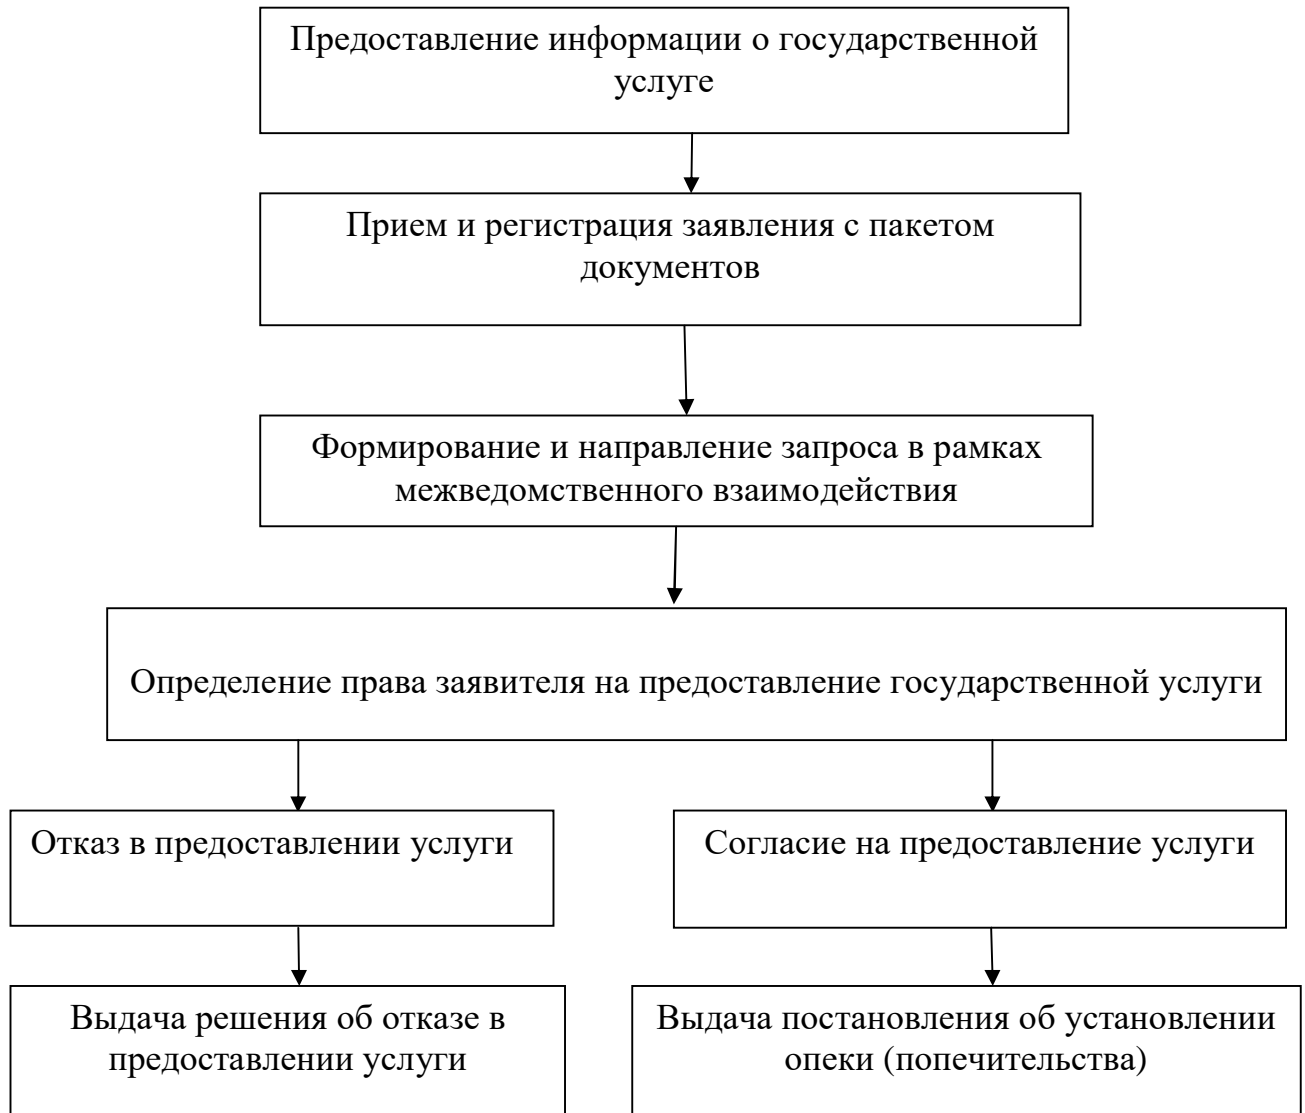 Предоставление информации о государственной
услуге
Прием и регистрация заявления с пакетом
документов
Формирование и направление запроса в рамках
межведомственного взаимодействия
Определение права заявителя на предоставление государственной услуги
Отказ в предоставлении услуги
Согласие на предоставление услуги
Выдача решения об отказе в
предоставлении услуги
Выдача постановления об установлении
опеки (попечительства)